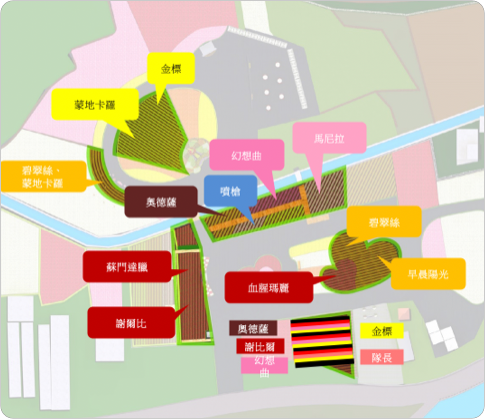 金標
蒙地卡羅
馬尼拉
幻想曲
碧翠絲、
蒙地卡羅
噴槍
奧德薩
碧翠絲
蘇門達臘
早晨陽光
血腥瑪麗
謝爾比
奧德薩
金標
謝比爾
幻想
曲
隊長